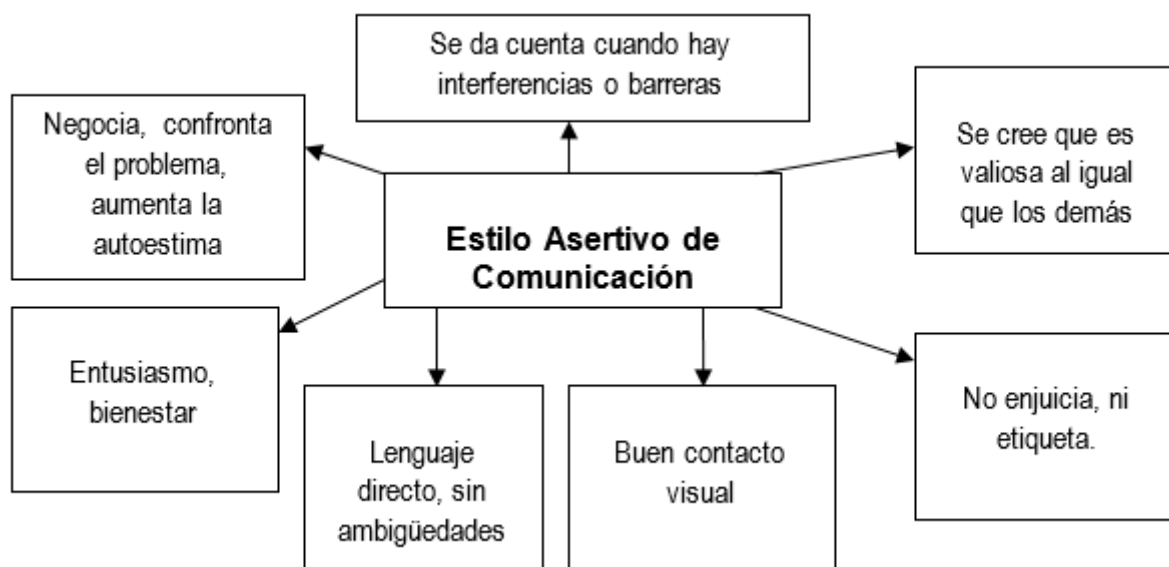 Se da cuenta cuando hay
interferencias o barreras
Negocia, confronta
el problema,
aumenta la
autoestima
Se cree que es
valiosa al igual
que los demás
Estilo Asertivo de
Comunicación
Entusiasmo,
bienestar
Lenguaje
directo, sin
ambigüedades
Buen contacto
visual
No enjuicia, ni
etiqueta.